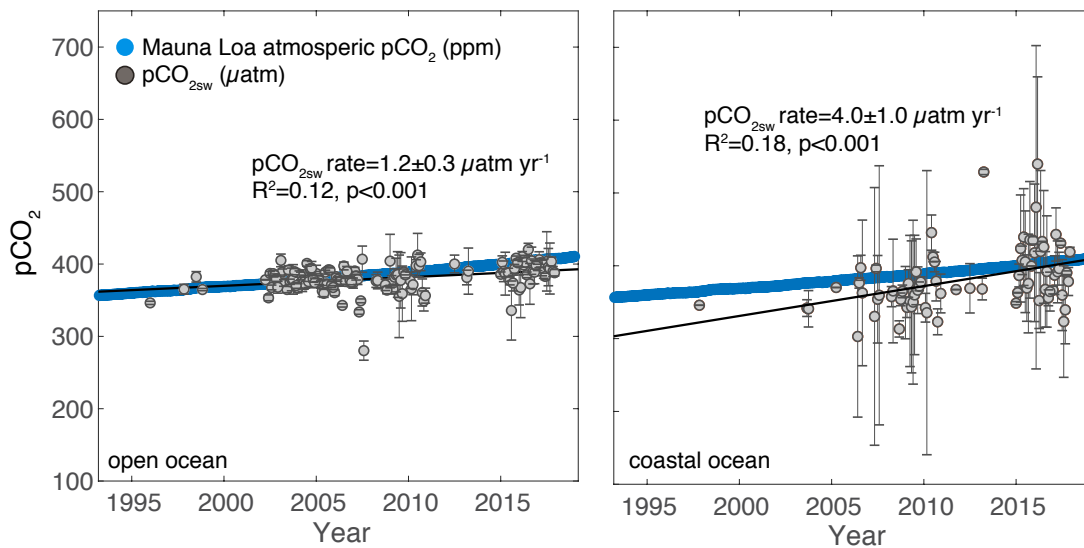 700
600
500
400
300
200
100
pCO₂
Mauna Loa atmosperic pCO₂ (ppm)
pCO₂sw (µatm)
pCO₂sw rate=1.2±0.3 µatm yr⁻¹
R²=0.12, p<0.001
open ocean
1995 2000 2005 2010 2015
Year
pCO₂sw rate=4.0±1.0 µatm yr⁻¹
R²=0.18, p<0.001
coastal ocean
1995 2000 2005 2010 2015
Year